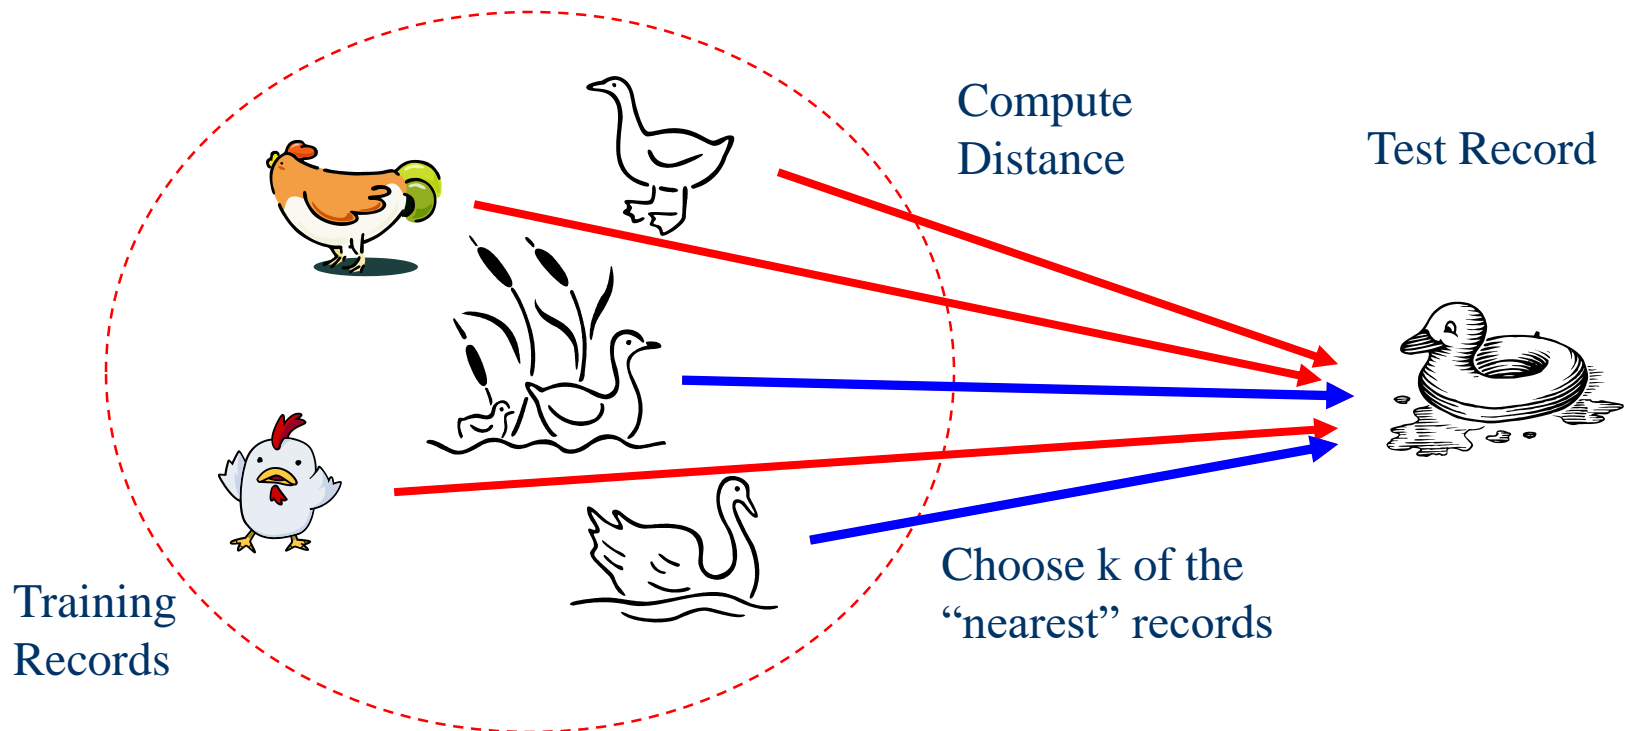 Compute
Distance
Test Record
Training
Records
Choose k of the
“nearest” records